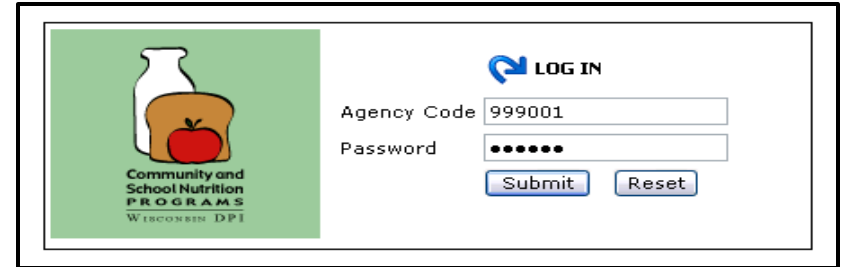 Community and
School Nutrition
PROGRAMS
WISCONSIN DPI
LOG IN
Agency Code 999001
Password ••••••
Submit Reset